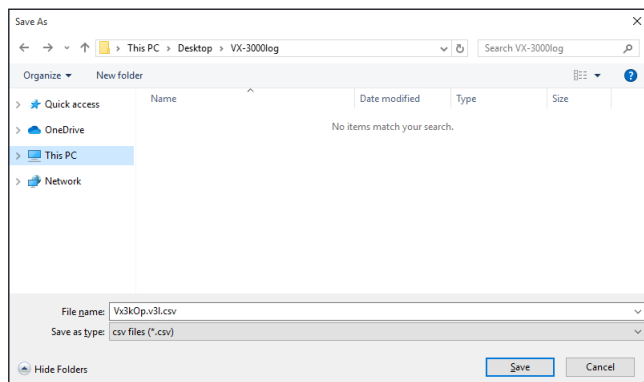 Save As
This PC > Desktop > VX-3000log
Search VX-3000log
Organize
New folder
Name
Date modified
Type
Size
Quick access
No items match your search.
OneDrive
This PC
Network
File name:
Vx3kOp.v3l.csv
Save as type:
csv files (*.csv)
Hide Folders
Save
Cancel